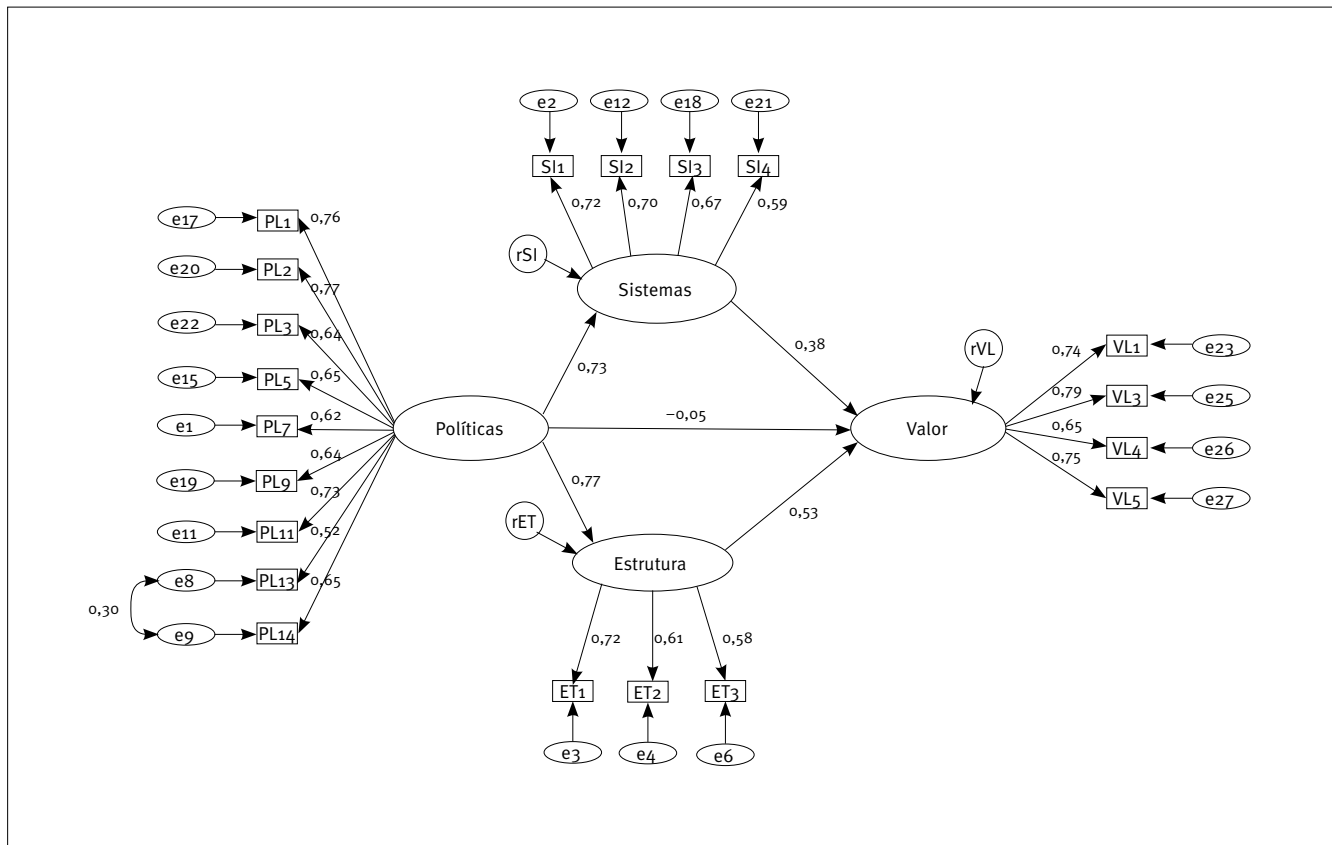 e2 e12 e18 e21
SI1 SI2 SI3 SI4
0,72 0,70 0,67 0,59
e17 PL1 0,76
rSI
e20 PL2
0,77
Sistemas
e22 PL3 0,64
0,38
rVL
0,74 VL1 e23
0,73
e15 PL5 0,65
0,79 VL3 e25
e1 PL7 0,62
Políticas
−0,05
Valor
0,65 VL4 e26
0,64
0,75
e19 PL9
0,73
0,77
VL5 e27
0,53
rET
e11 PL11 0,52
Estrutura
e8 PL13 0,65
0,30
e9 PL14
0,72 0,61 0,58
ET1 ET2 ET3
e3 e4 e6